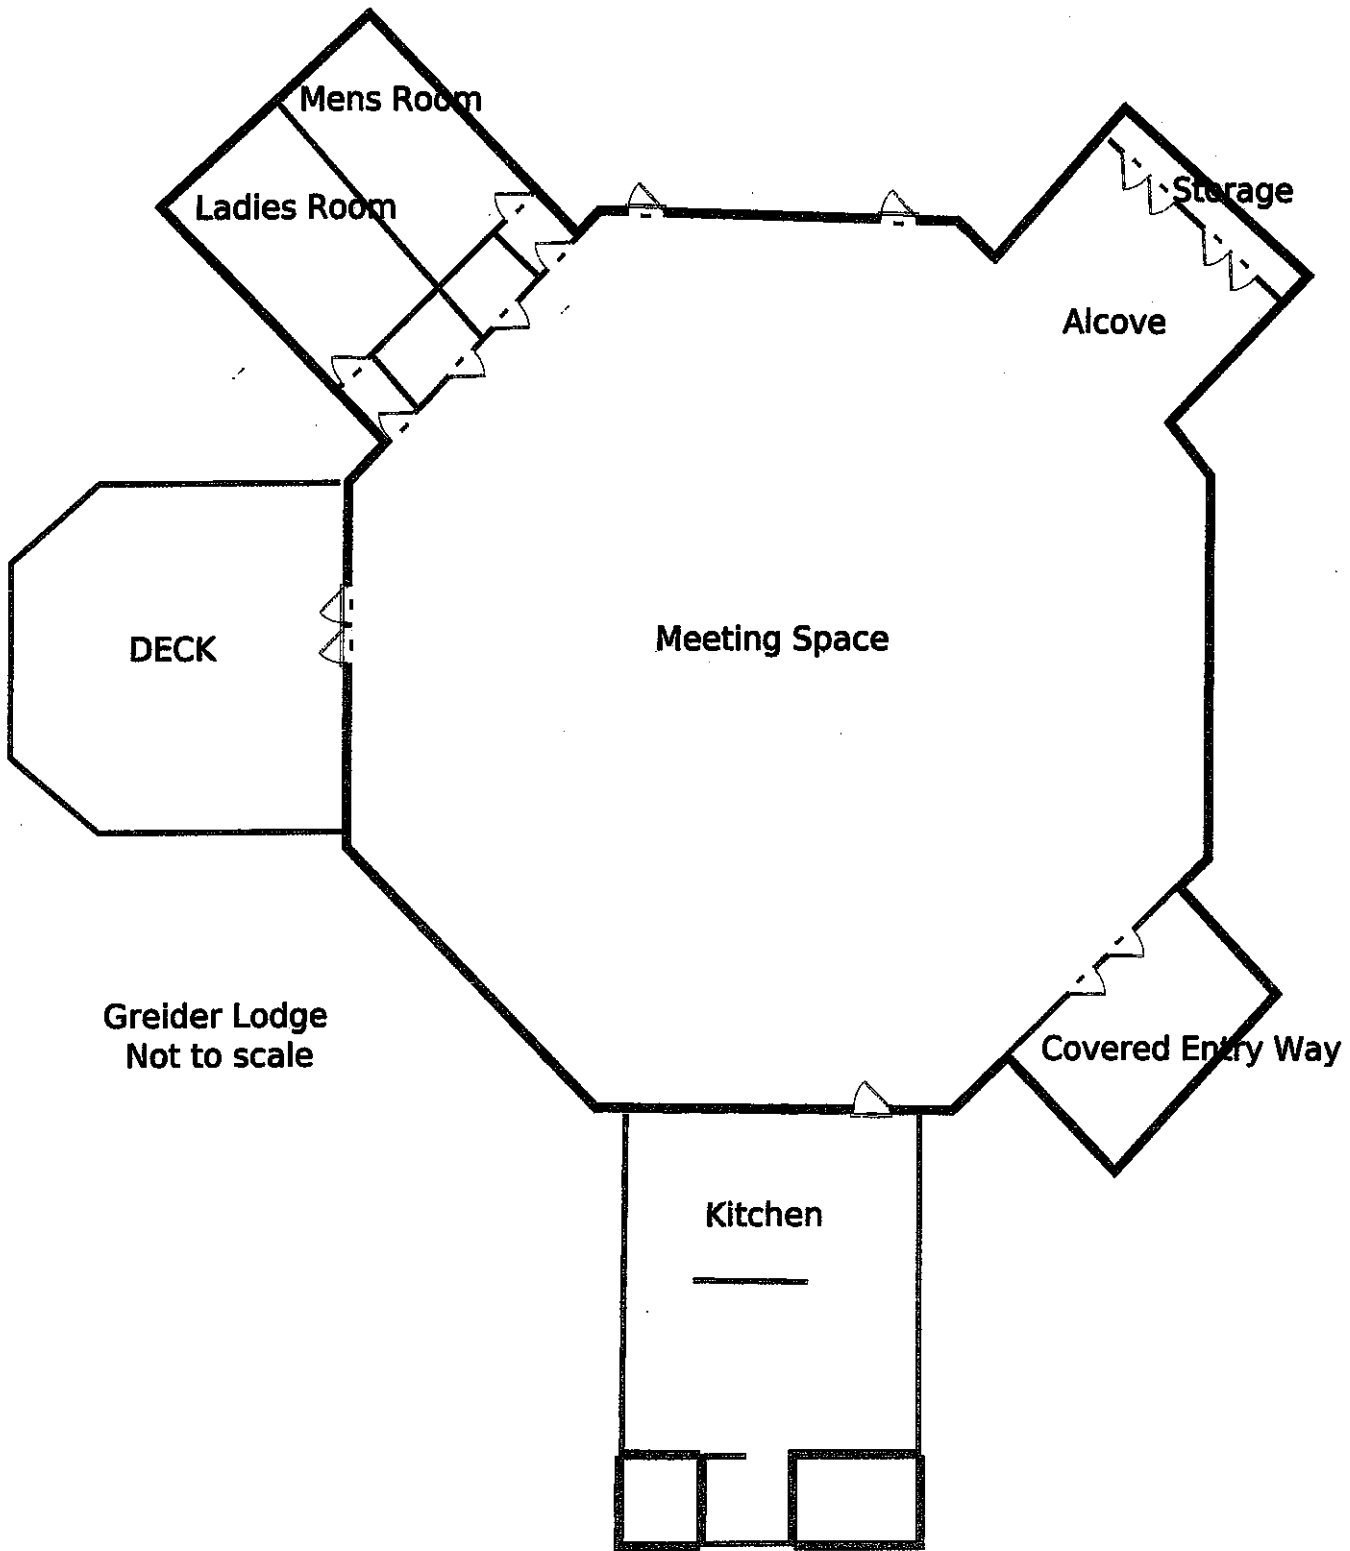 Mens Room
Ladies Room
Storage
Alcove
DECK
Meeting Space
Greider Lodge
Not to scale
Covered Entry Way
Kitchen